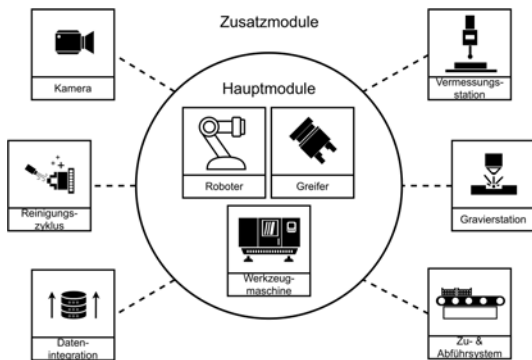 Zusatzmodule
Kamera
Vermessungs-
station
Hauptmodule
Roboter
Greifer
Reinigungs-
zyklus
Gravierstation
Werkzeug-
maschine
Daten-
integration
Zu- &
Abführsystem